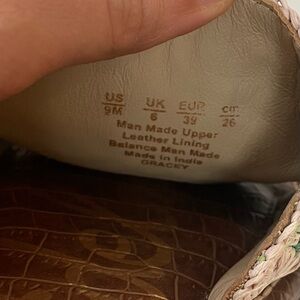 US UK EUR cm
9M 6 39 26
Man Made Upper
Leather Lining
Balance Man Made
Made in India
GRACEY